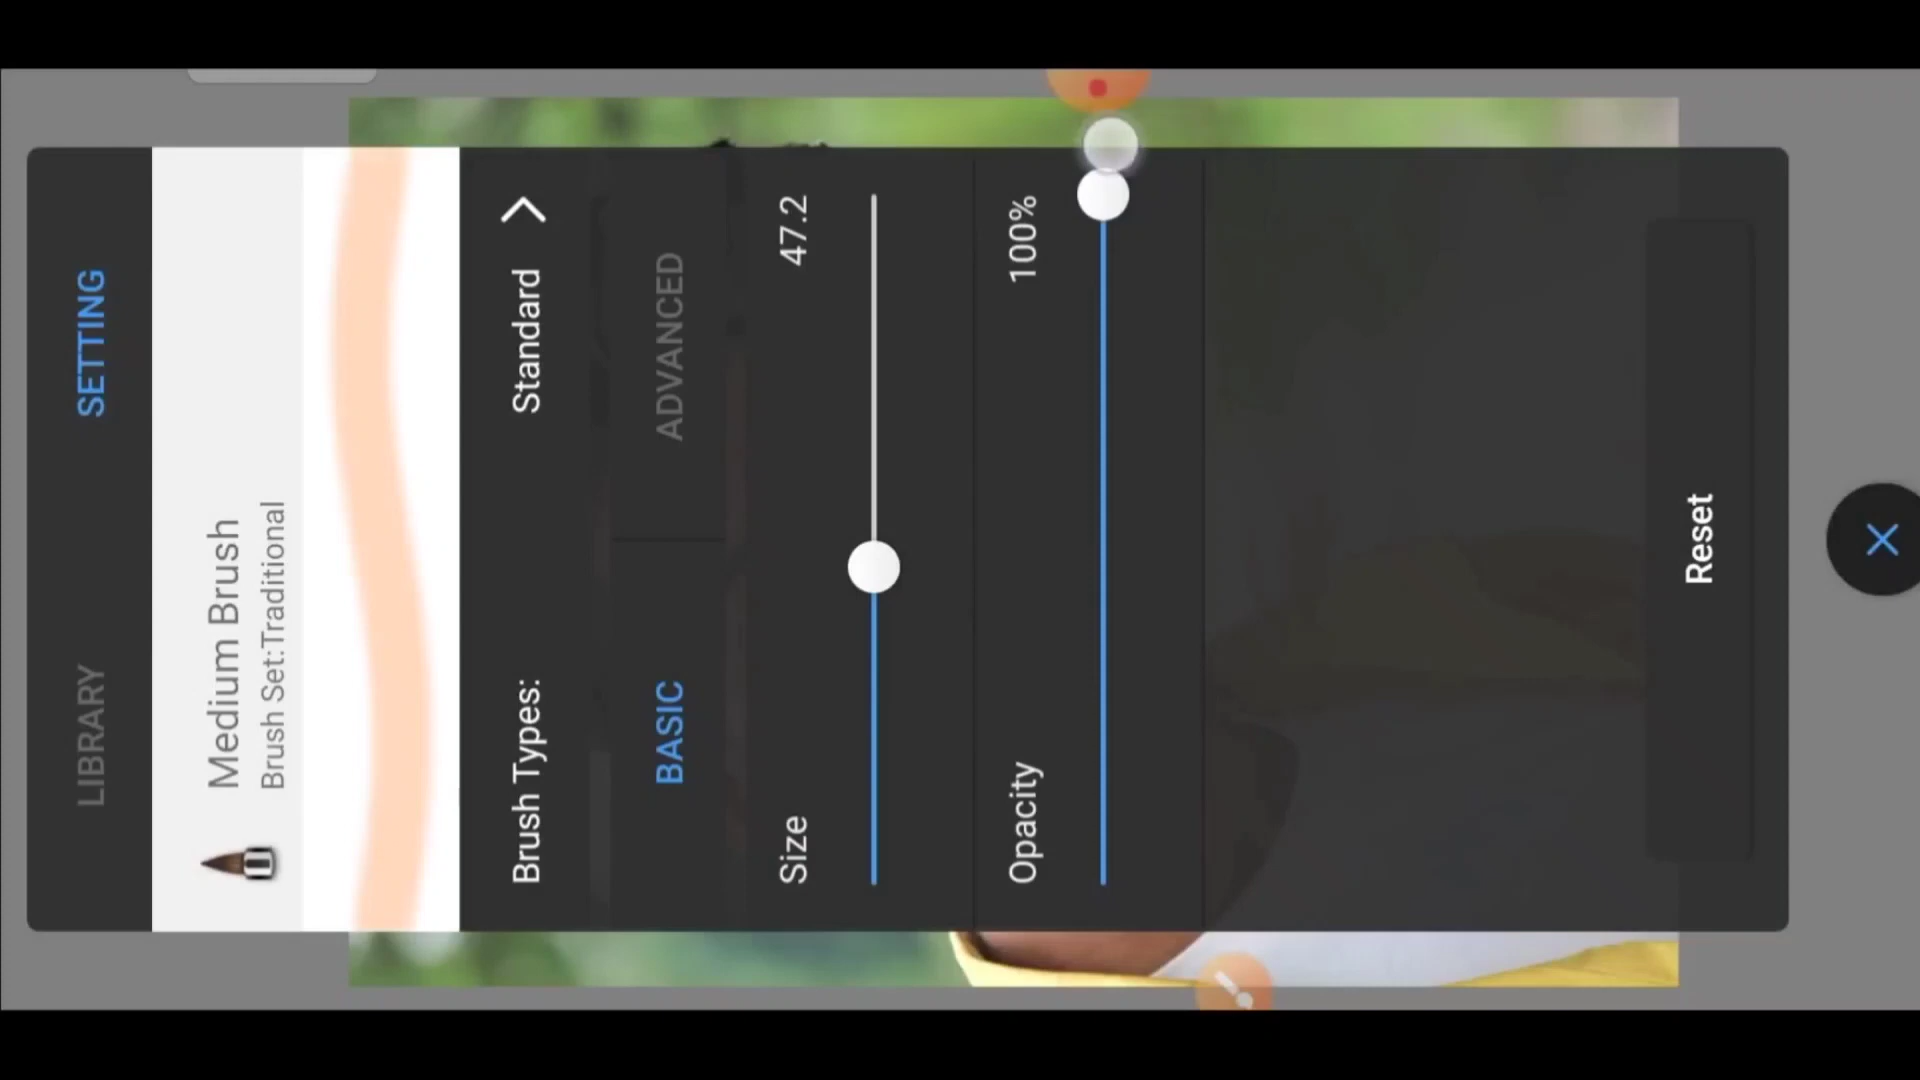 LIBRARY SETTING
Medium Brush
Brush Set:Traditional
Brush Types: Standard
BASIC ADVANCED
Size 47.2
Opacity 100%
Reset